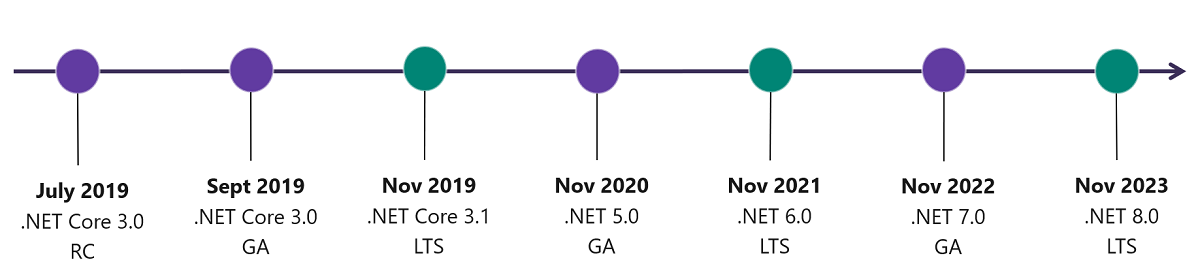 July 2019
.NET Core 3.0
RC
Sept 2019
.NET Core 3.0
GA
Nov 2019
.NET Core 3.1
LTS
Nov 2020
.NET 5.0
GA
Nov 2021
.NET 6.0
LTS
Nov 2022
.NET 7.0
GA
Nov 2023
.NET 8.0
LTS